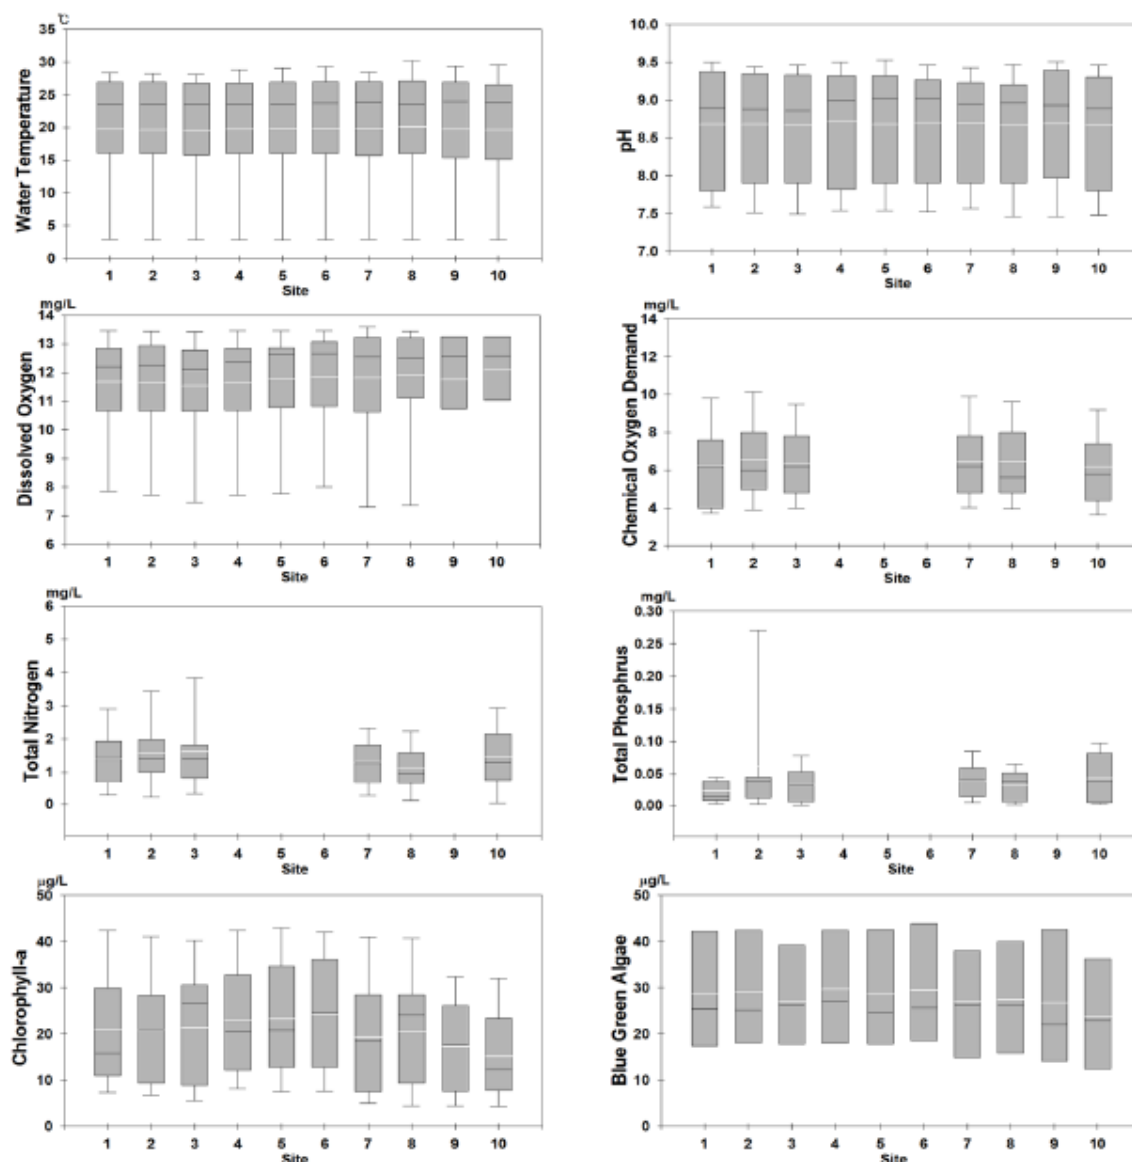 ℃
35
30
25
20
15
10
5
0
Water Temperature
1 2 3 4 5 6 7 8 9 10
Site
10.0
9.5
9.0
8.5
8.0
7.5
7.0
pH
1 2 3 4 5 6 7 8 9 10
Site
mg/L
14
13
12
11
10
9
8
7
6
Dissolved Oxygen
1 2 3 4 5 6 7 8 9 10
Site
mg/L
14
12
10
8
6
4
2
Chemical Oxygen Demand
1 2 3 4 5 6 7 8 9 10
Site
mg/L
6
5
4
3
2
1
0
Total Nitrogen
1 2 3 4 5 6 7 8 9 10
Site
mg/L
0.30
0.25
0.20
0.15
0.10
0.05
0.00
Total Phosphrus
1 2 3 4 5 6 7 8 9 10
Site
µg/L
50
40
30
20
10
0
Chlorophyll-a
1 2 3 4 5 6 7 8 9 10
Site
µg/L
50
40
30
20
10
0
Blue Green Algae
1 2 3 4 5 6 7 8 9 10
Site